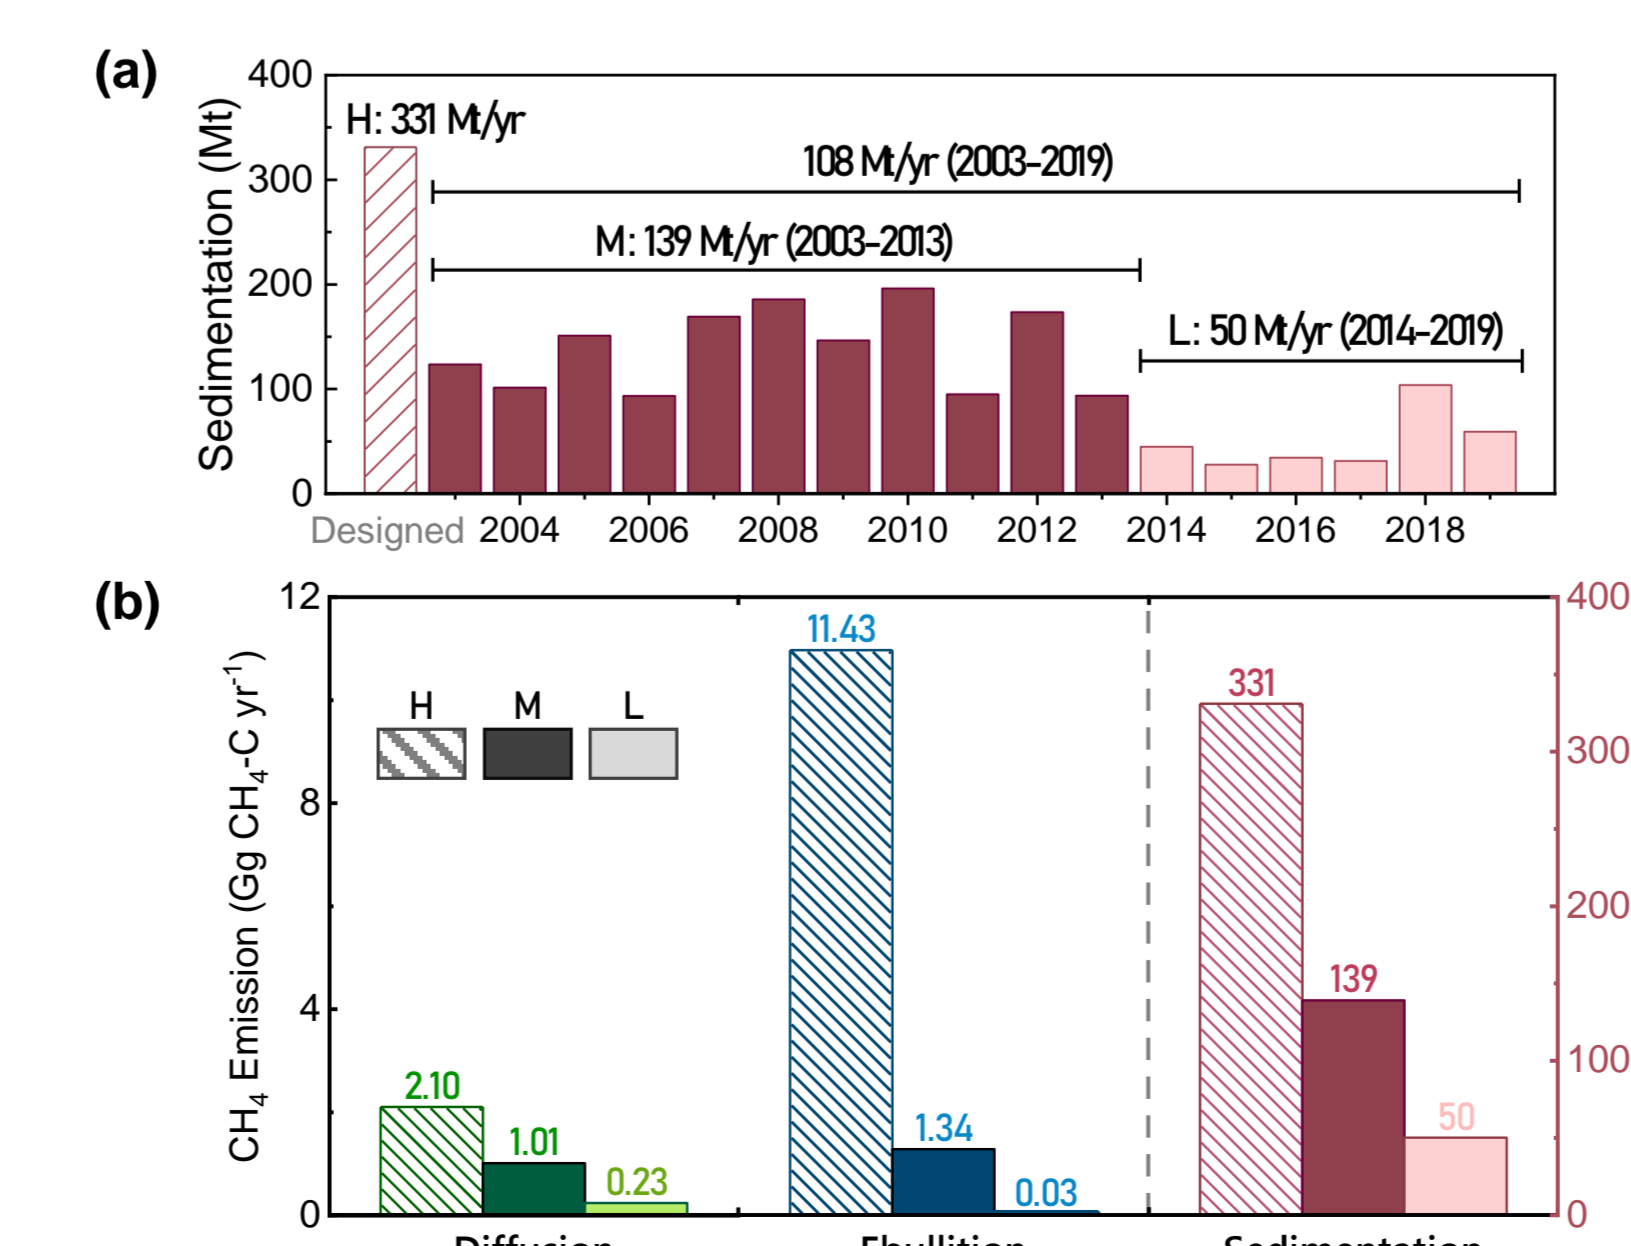 (a)
400
300
200
100
0
Sedimentation (Mt)
H: 331 Mt/yr
108 Mt/yr (2003–2019)
M: 139 Mt/yr (2003–2013)
L: 50 Mt/yr (2014–2019)
Designed 2004 2006 2008 2010 2012 2014 2016 2018
(b)
12
8
4
0
CH₄ Emission (Gg CH₄-C yr⁻¹)
H M L
2.10
1.01
0.23
11.43
1.34
0.03
331
139
50
400
300
200
100
0
Diffusion Ebullition Sedimentation